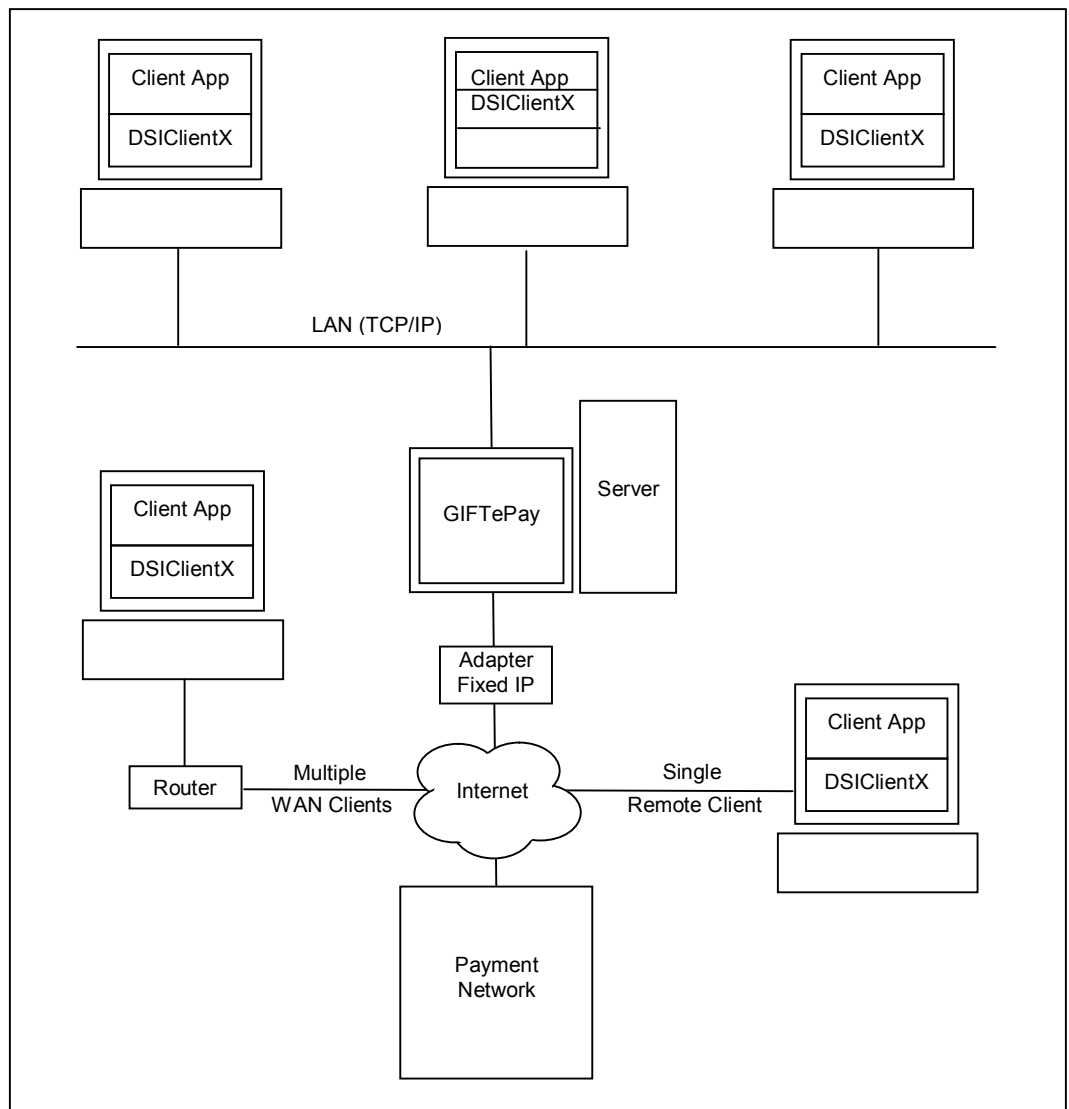 Client App
DSIClientX
Client App
DSIClientX
Client App
DSIClientX
LAN (TCP/IP)
GIFTePay
Server
Client App
DSIClientX
Adapter
Fixed IP
Client App
DSIClientX
Router
Multiple
WAN Clients
Internet
Single
Remote Client
Payment
Network